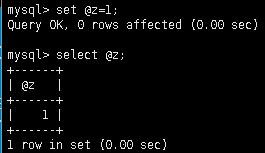 mysql> set @z=1;
Query OK, 0 rows affected (0.00 sec)
mysql> select @z;
+------+
| @z   |
+------+
|    1 |
+------+
1 row in set (0.00 sec)